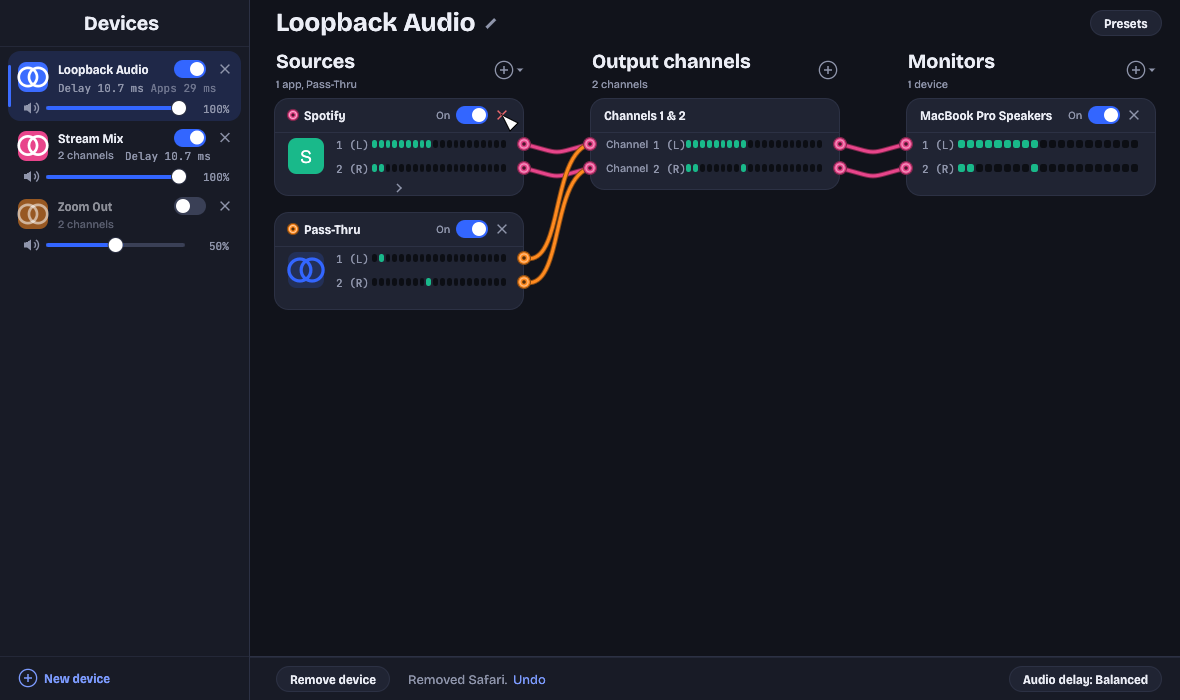 Devices
Loopback Audio
Delay 10.7 ms Apps 29 ms
100%
Stream Mix
2 channels Delay 10.7 ms
100%
Zoom Out
2 channels
50%
New device
Loopback Audio
Presets
Sources
1 app, Pass-Thru
Output channels
2 channels
Monitors
1 device
Spotify On
S
1 (L)
2 (R)
Pass-Thru On
1 (L)
2 (R)
Channels 1 & 2
Channel 1 (L)
Channel 2 (R)
MacBook Pro Speakers On
1 (L)
2 (R)
Remove device
Removed Safari. Undo
Audio delay: Balanced